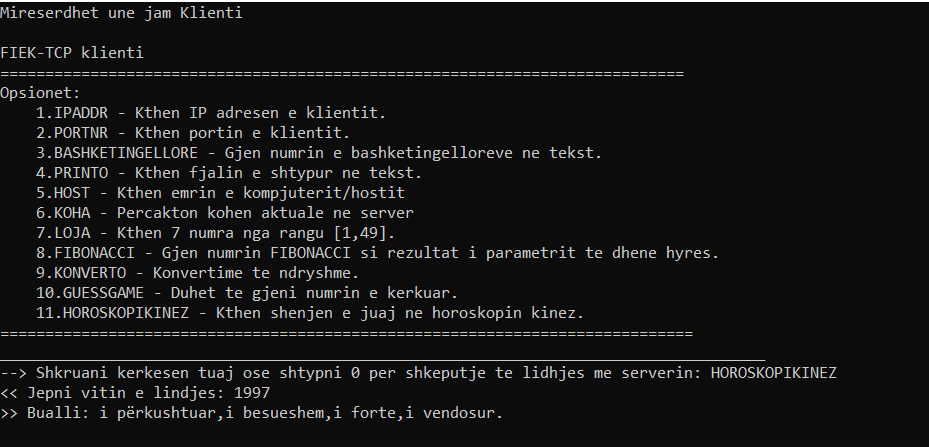 Mireserdhet une jam Klienti
FIEK-TCP klienti
============================================================================
Opsionet:
1.IPADDR - Kthen IP adresen e klientit.
2.PORTNR - Kthen portin e klientit.
3.BASHKETINGELLORE - Gjen numrin e bashketingelloreve ne tekst.
4.PRINTO - Kthen fjalin e shtypur ne tekst.
5.HOST - Kthen emrin e kompjuterit/hostit
6.KOHA - Percakton kohen aktuale ne server
7.LOJA - Kthen 7 numra nga rangu [1,49].
8.FIBONACCI - Gjen numrin FIBONACCI si rezultat i parametrit te dhene hyres.
9.KONVERTO - Konvertime te ndryshme.
10.GUESSGAME - Duhet te gjeni numrin e kerkuar.
11.HOROSKOPIKINEZ - Kthen shenjen e juaj ne horoskopin kinez.
=============================================================================
_____________________________________________________________________________________
--> Shkruani kerkesen tuaj ose shtypni 0 per shkeputje te lidhjes me serverin: HOROSKOPIKINEZ
<< Jepni vitin e lindjes: 1997
>> Bualli: i përkushtuar,i besueshem,i forte,i vendosur.